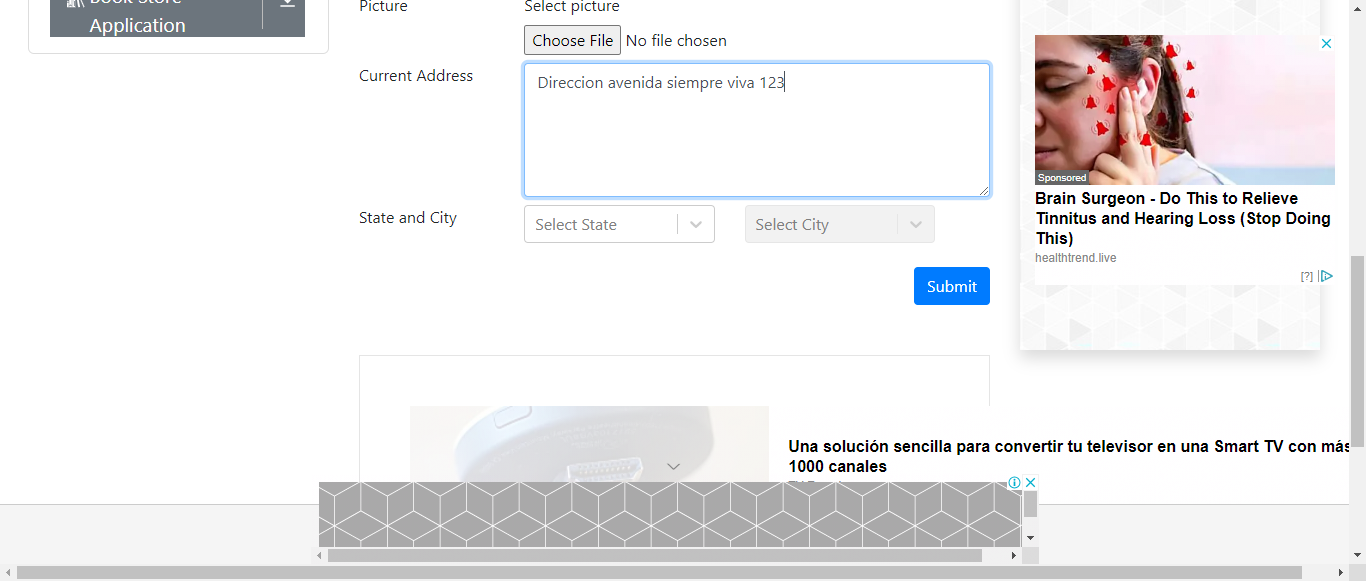 Book Store
Application
Picture
Select picture
Choose File No file chosen
Current Address
Direccion avenida siempre viva 123
State and City
Select State
Select City
Submit
Sponsored
Brain Surgeon - Do This to Relieve
Tinnitus and Hearing Loss (Stop Doing
This)
healthtrend.live
[?]
Una solución sencilla para convertir tu televisor en una Smart TV con más
1000 canales